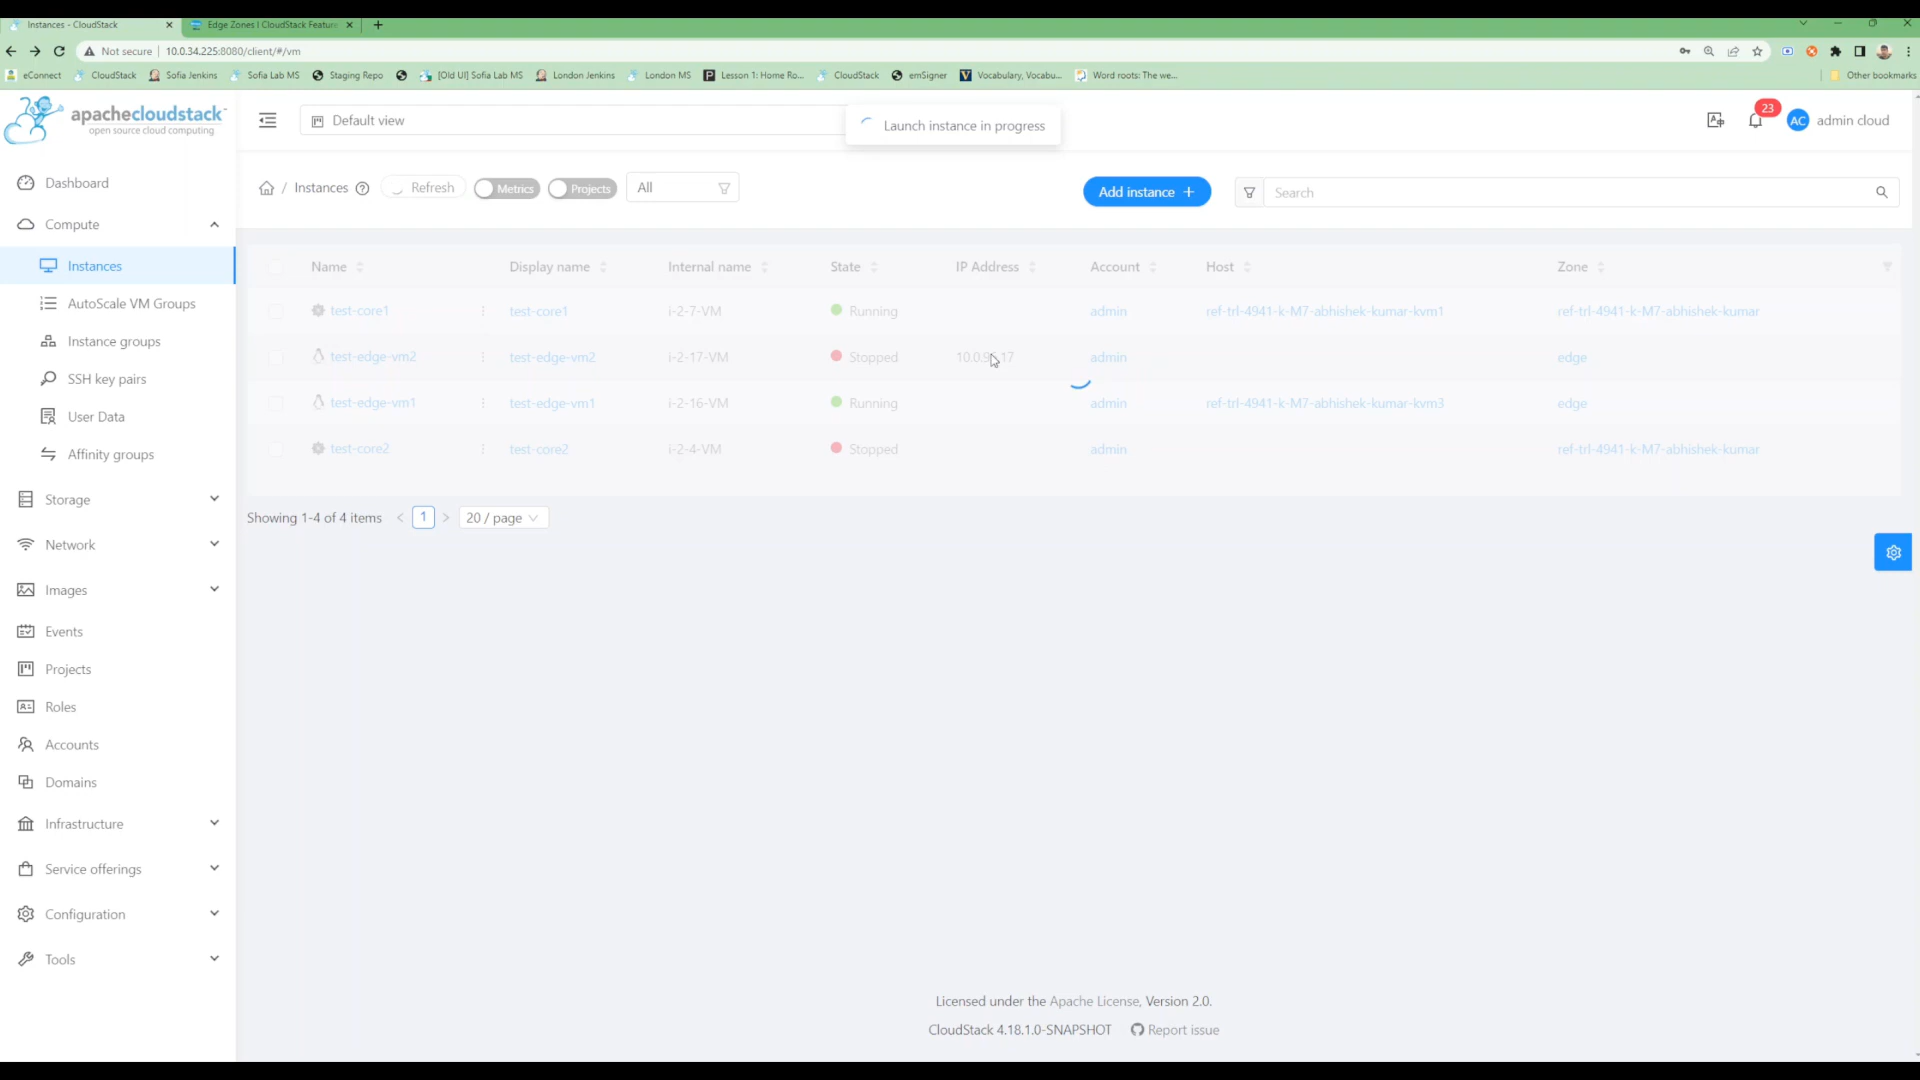 Instances - CloudStack
Edge Zones | CloudStack Feature
Not secure
10.0.34.225:8080/client/#/vm
eConnect
CloudStack
Sofia Jenkins
Sofia Lab MS
Staging Repo
[Old UI] Sofia Lab MS
London Jenkins
London MS
Lesson 1: Home Ro...
CloudStack
emSigner
Vocabulary, Vocabu...
Word roots: The we...
Other bookmarks
apachecloudstack™
open source cloud computing
Default view
Launch instance in progress
23
AC
admin cloud
Dashboard
Compute
Instances
AutoScale VM Groups
Instance groups
SSH key pairs
User Data
Affinity groups
Storage
Network
Images
Events
Projects
Roles
Accounts
Domains
Infrastructure
Service offerings
Configuration
Tools
/ Instances
Refresh
Metrics
Projects
All
Add instance +
Search
Name Display name Internal name State IP Address Account Host Zone
test-core1 test-core1 i-2-7-VM Running admin ref-trl-4941-k-M7-abhishek-kumar-kvm1 ref-trl-4941-k-M7-abhishek-kumar
test-edge-vm2 test-edge-vm2 i-2-17-VM Stopped admin edge
test-edge-vm1 test-edge-vm1 i-2-16-VM Running admin ref-trl-4941-k-M7-abhishek-kumar-kvm3 edge
test-core2 test-core2 i-2-4-VM Stopped admin ref-trl-4941-k-M7-abhishek-kumar
Showing 1-4 of 4 items < 1 > 20 / page
Licensed under the Apache License, Version 2.0.
CloudStack 4.18.1.0-SNAPSHOT Report issue